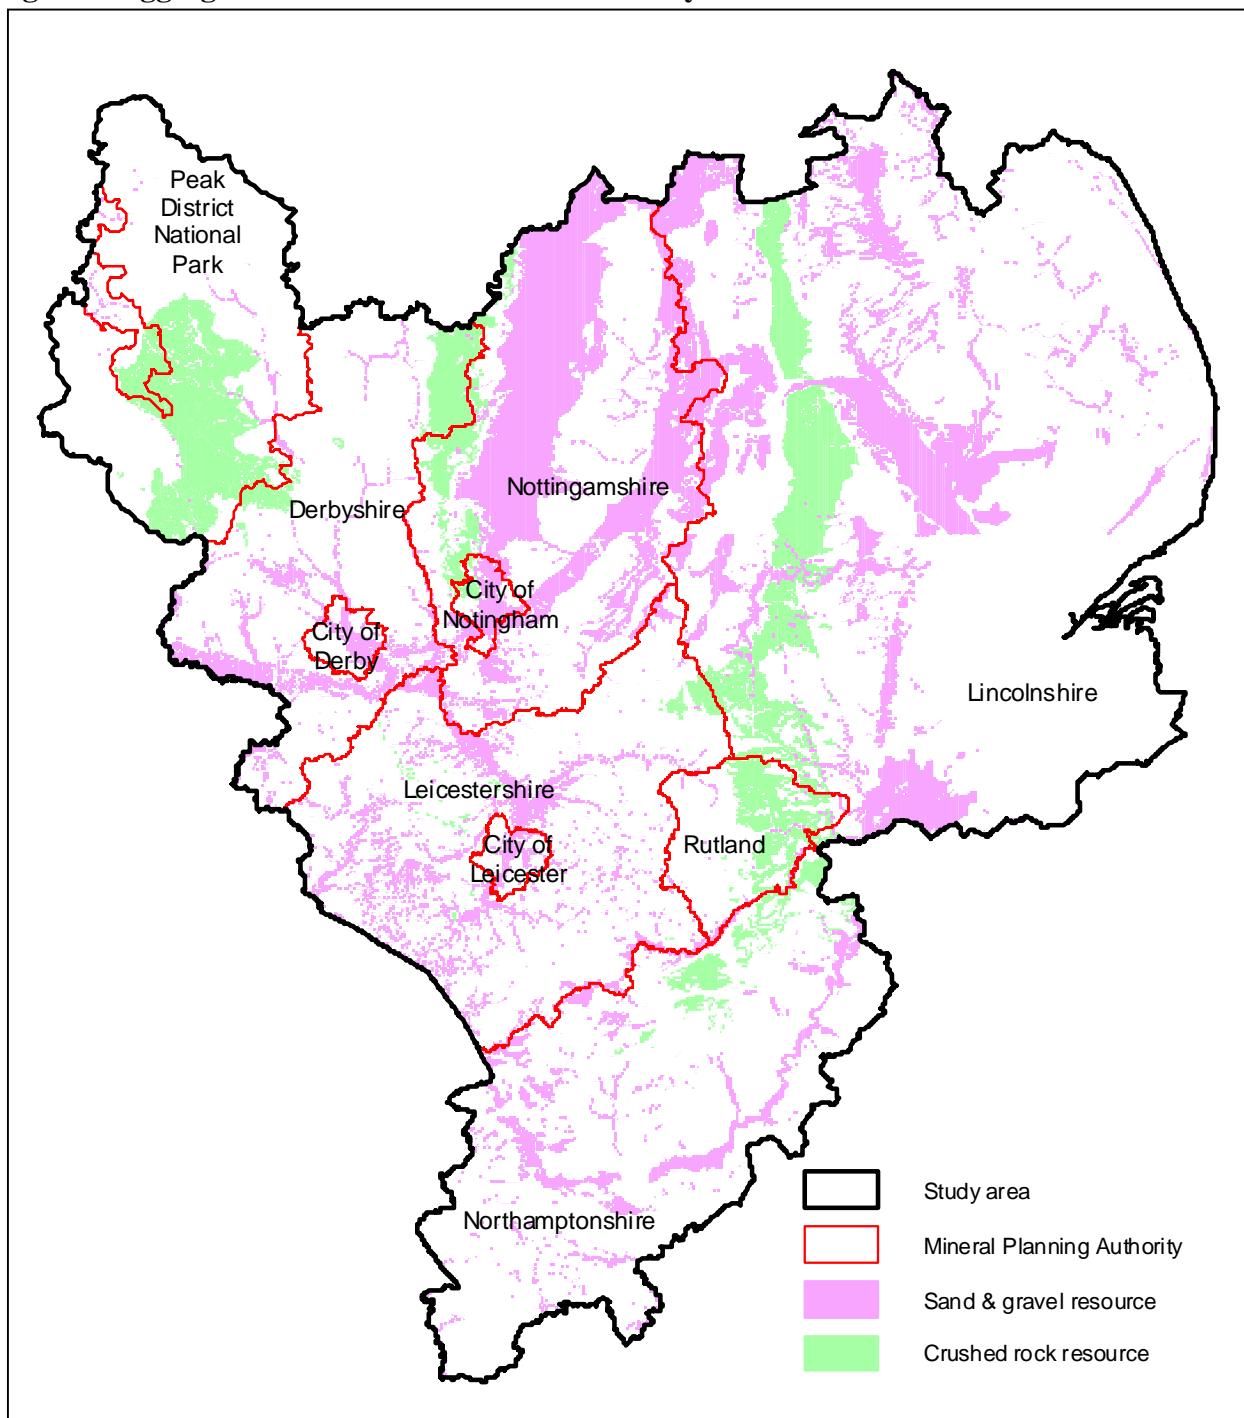 Peak
District
National
Park
Nottingamshire
Derbyshire
City of
Notingham
City of
Derby
Lincolnshire
Leicestershire
City of
Leicester
Rutland
Northamptonshire
Study area
Mineral Planning Authority
Sand & gravel resource
Crushed rock resource